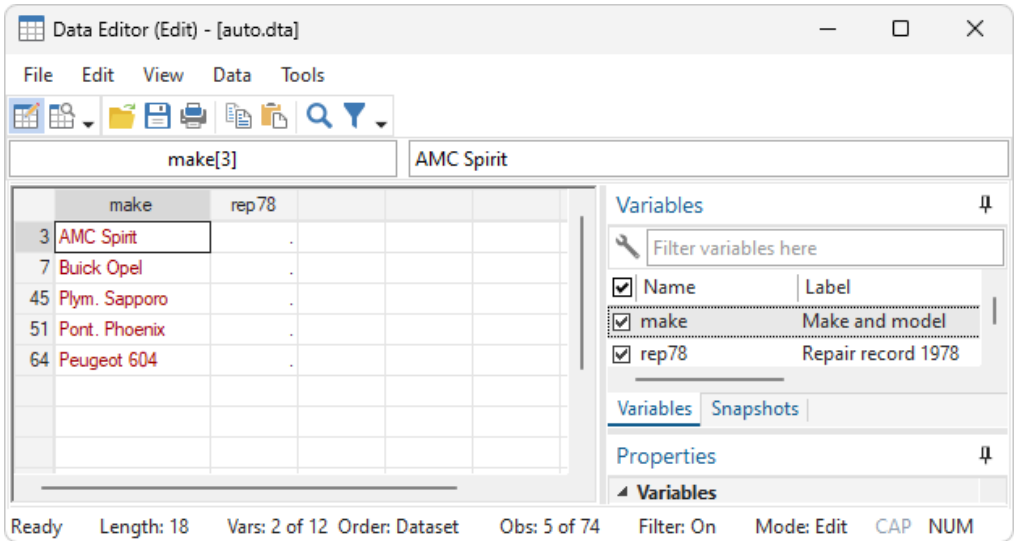 Data Editor (Edit) - [auto.dta]
File Edit View Data Tools
make[3] AMC Spirit
make rep78
3 AMC Spirit .
7 Buick Opel .
45 Plym. Sapporo .
51 Pont. Phoenix .
64 Peugeot 604 .
Variables
Filter variables here
Name Label
make Make and model
rep78 Repair record 1978
Variables Snapshots
Properties
Variables
Ready Length: 18 Vars: 2 of 12 Order: Dataset Obs: 5 of 74 Filter: On Mode: Edit CAP NUM